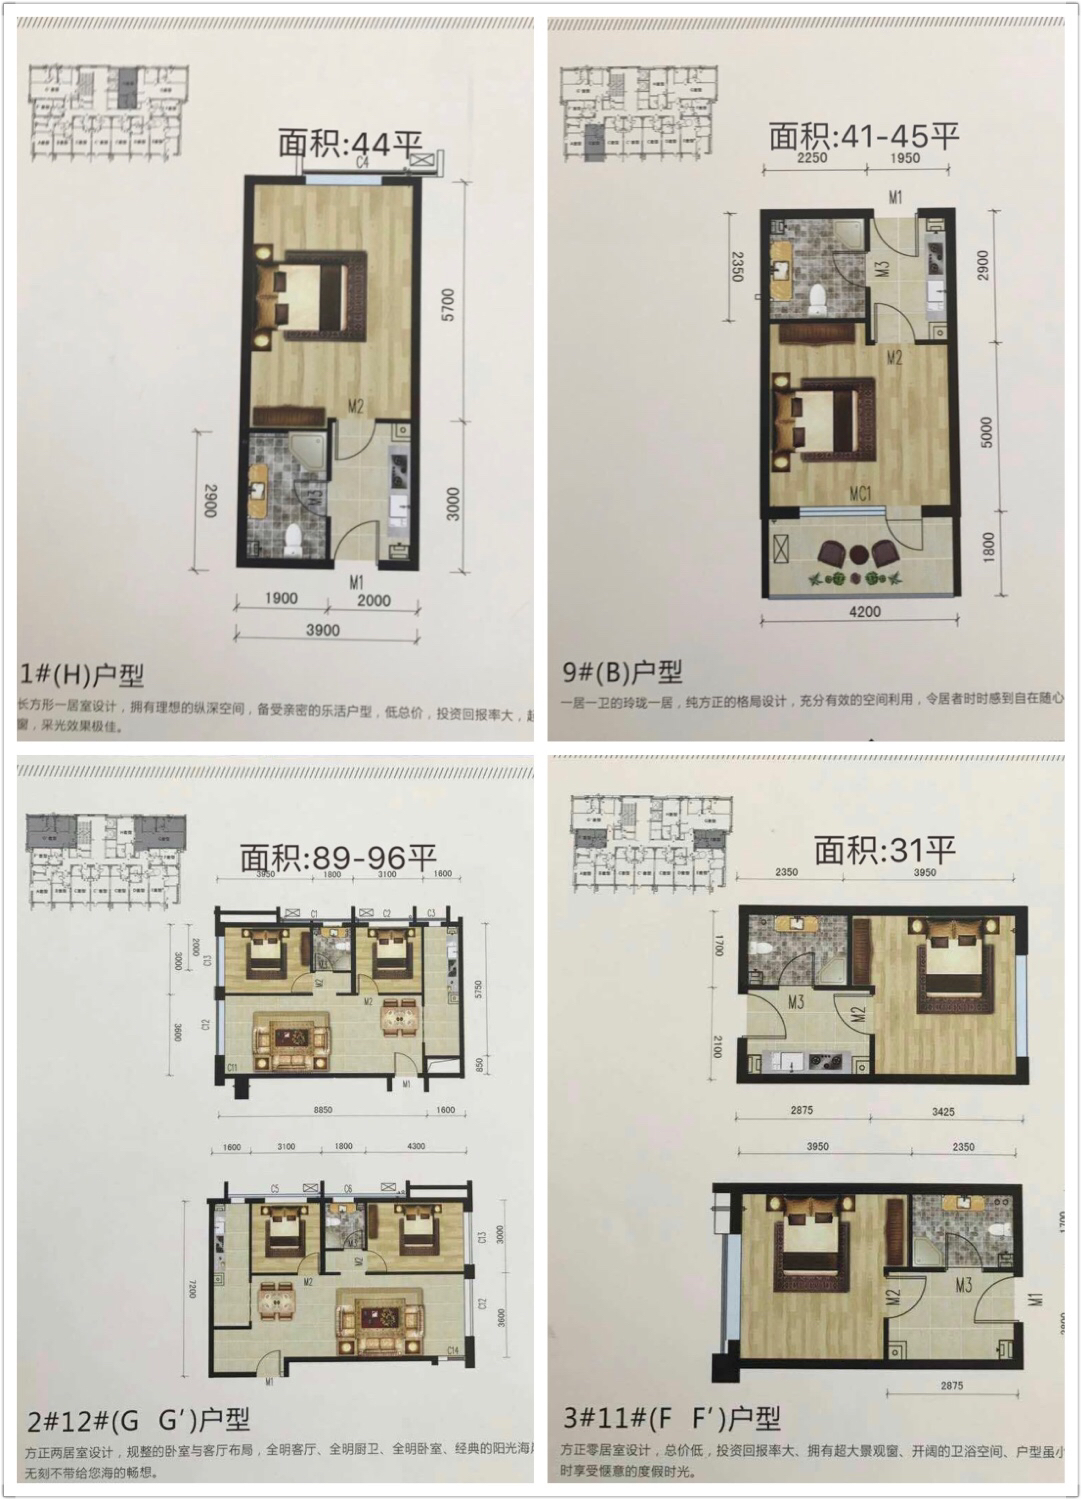 面积:44平
C4
5700
M2
M3
2900
3000
M1
1900
2000
3900
1#(H)户型
长方形一居室设计，拥有理想的纵深空间，备受亲密的乐活户型，低总价，投资回报率大，
窗，采光效果极佳。
面积:41-45平
2250
1950
M1
2350
M3
2900
M2
5000
MC1
1800
4200
9#(B)户型
一居一卫的玲珑一居，纯方正的格局设计，充分有效的空间利用，令居者时时感到自在随心
面积:89-96平
3950
1800
3100
1600
C1
C2
C3
2000
3000
C13
M2
M2
5750
C12
3600
C11
M1
850
8850
1600
1600
3100
1800
4300
C5
C6
C13
3000
M2
M2
7200
C12
3600
C14
M1
2#12#(G G′)户型
方正两居室设计，规整的卧室与客厅布局，全明客厅、全明厨卫、全明卧室、经典的阳光海
无刻不带给您海的畅想。
面积:31平
2350
3950
1700
M3
M2
2100
2875
3425
3950
2350
1700
M2
M3
M1
2875
3#11#(F F′)户型
方正零居室设计，总价低，投资回报率大、拥有超大景观窗、开阔的卫浴空间、户型虽小
时享受惬意的度假时光。